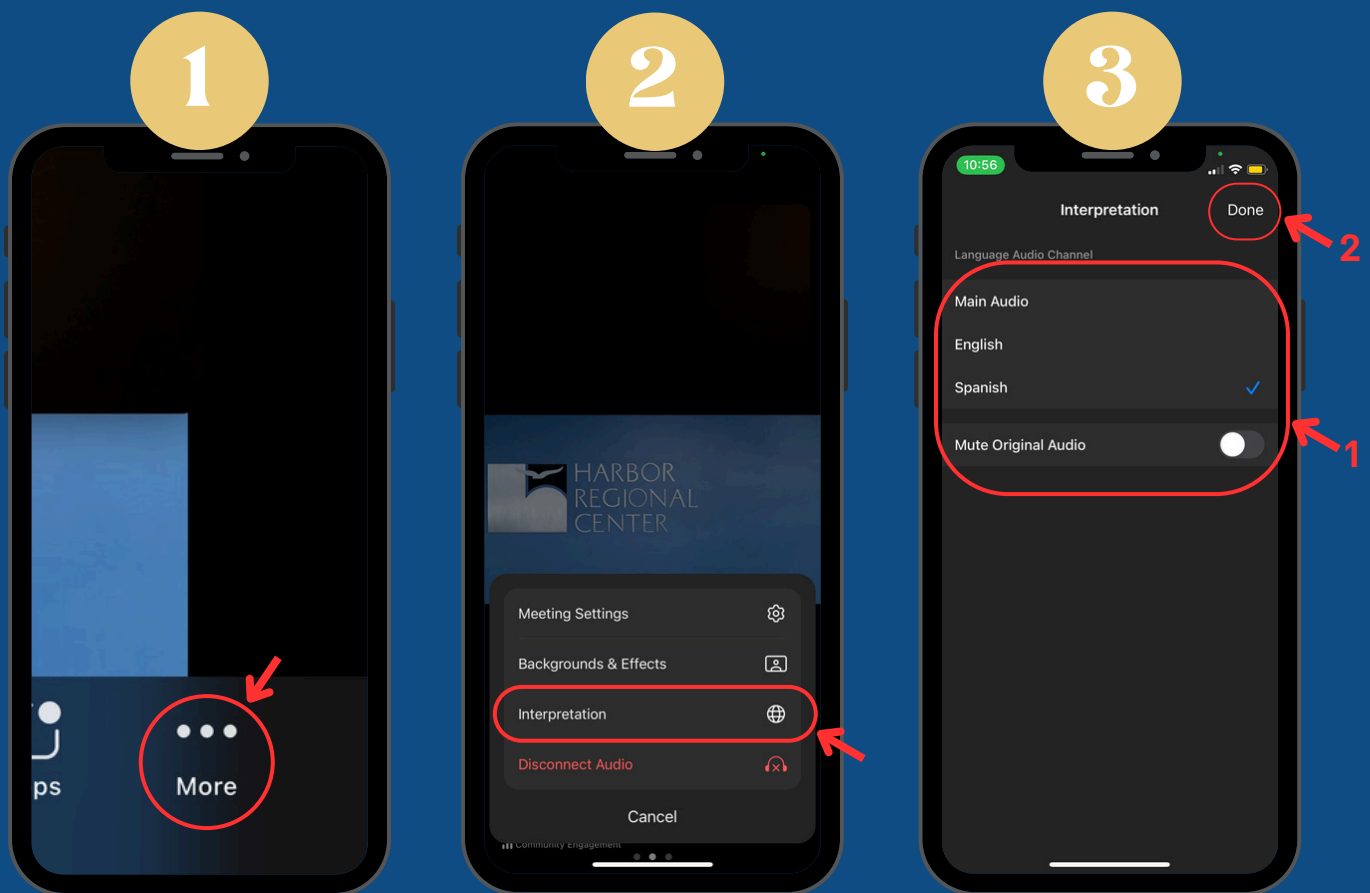 1
2
3
ps
More
HARBOR
REGIONAL
CENTER
Meeting Settings
Backgrounds & Effects
Interpretation
Disconnect Audio
Cancel
Community Engagement
10:56
Interpretation
Done
2
Language Audio Channel
Main Audio
English
Spanish
Mute Original Audio
1